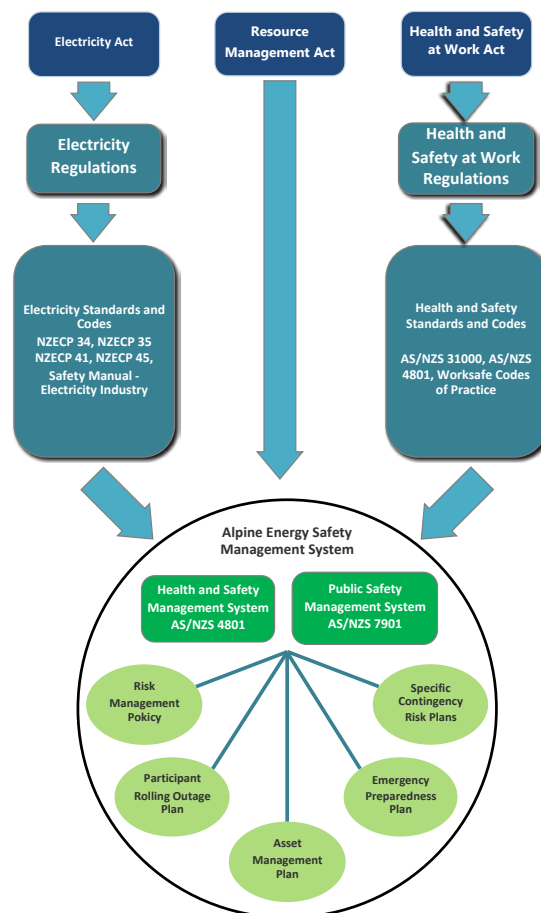 Electricity Act
Resource
Management Act
Health and Safety
at Work Act
Electricity
Regulations
Health and
Safety at Work
Regulations
Electricity Standards and
Codes
NZECP 34, NZECP 35
NZECP 41, NZECP 45,
Safety Manual -
Electricity Industry
Health and Safety
Standards and Codes
AS/NZS 31000, AS/NZS
4801, Worksafe Codes
of Practice
Alpine Energy Safety
Management System
Health and Safety
Management System
AS/NZS 4801
Public Safety
Management System
AS/NZS 7901
Risk
Management
Pokicy
Specific
Contingency
Risk Plans
Participant
Rolling Outage
Plan
Emergency
Preparedness
Plan
Asset
Management
Plan